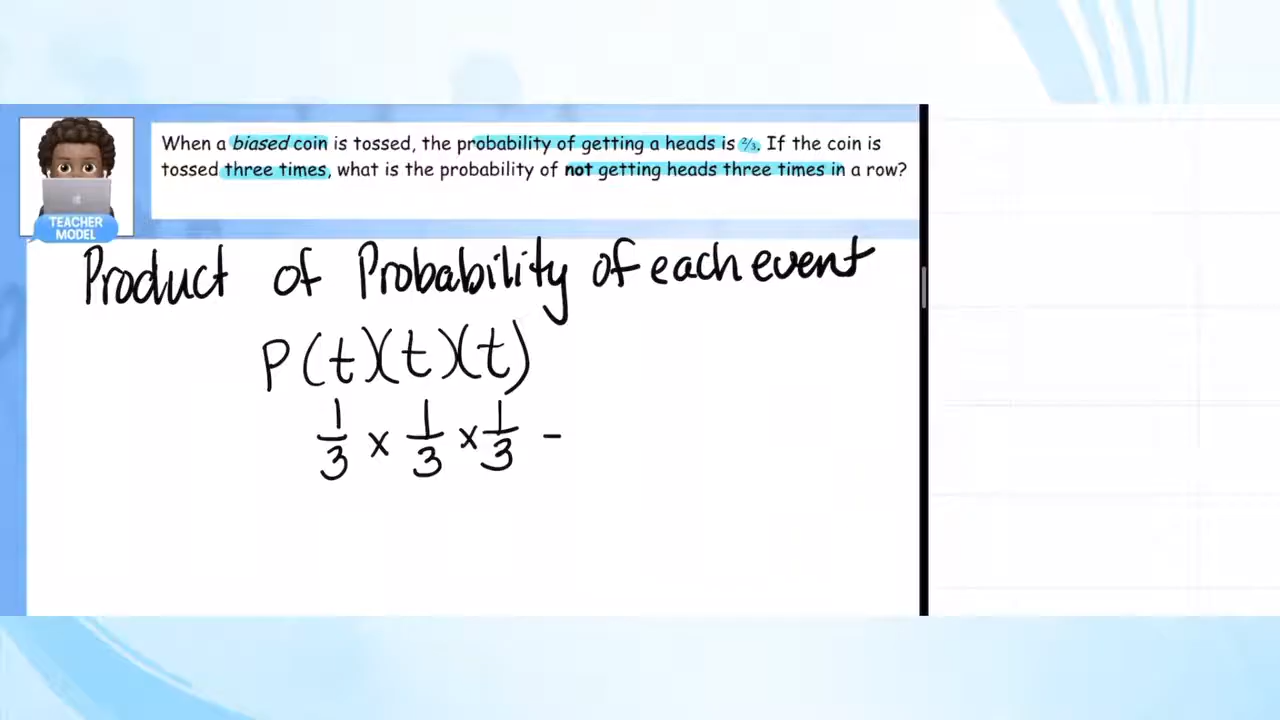 When a biased coin is tossed, the probability of getting a heads is ⅔. If the coin is
tossed three times, what is the probability of not getting heads three times in a row?
TEACHER
MODEL
Product of Probability of each event
P(t)(t)(t)
1/3 × 1/3 × 1/3 -